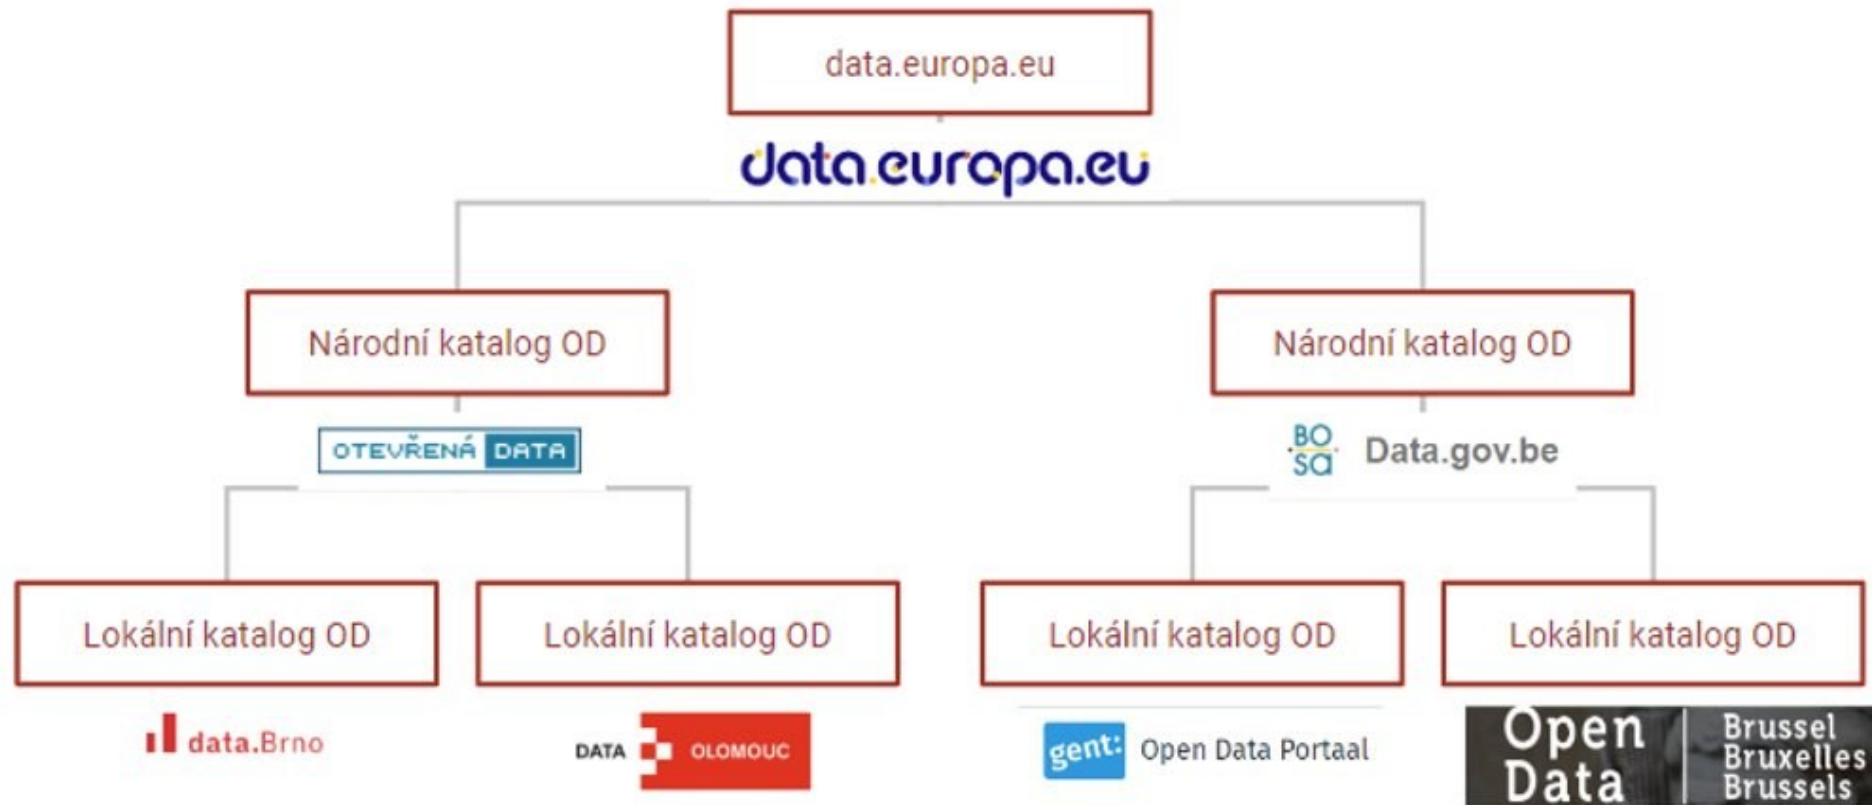 data.europa.eu
data.europa.eu
Národní katalog OD
Národní katalog OD
OTEVŘENÁ DATA
BO
sa
Data.gov.be
Lokální katalog OD
Lokální katalog OD
Lokální katalog OD
Lokální katalog OD
data.Brno
DATA OLOMOUC
gent: Open Data Portaal
Open
Data
Brussel
Bruxelles
Brussels